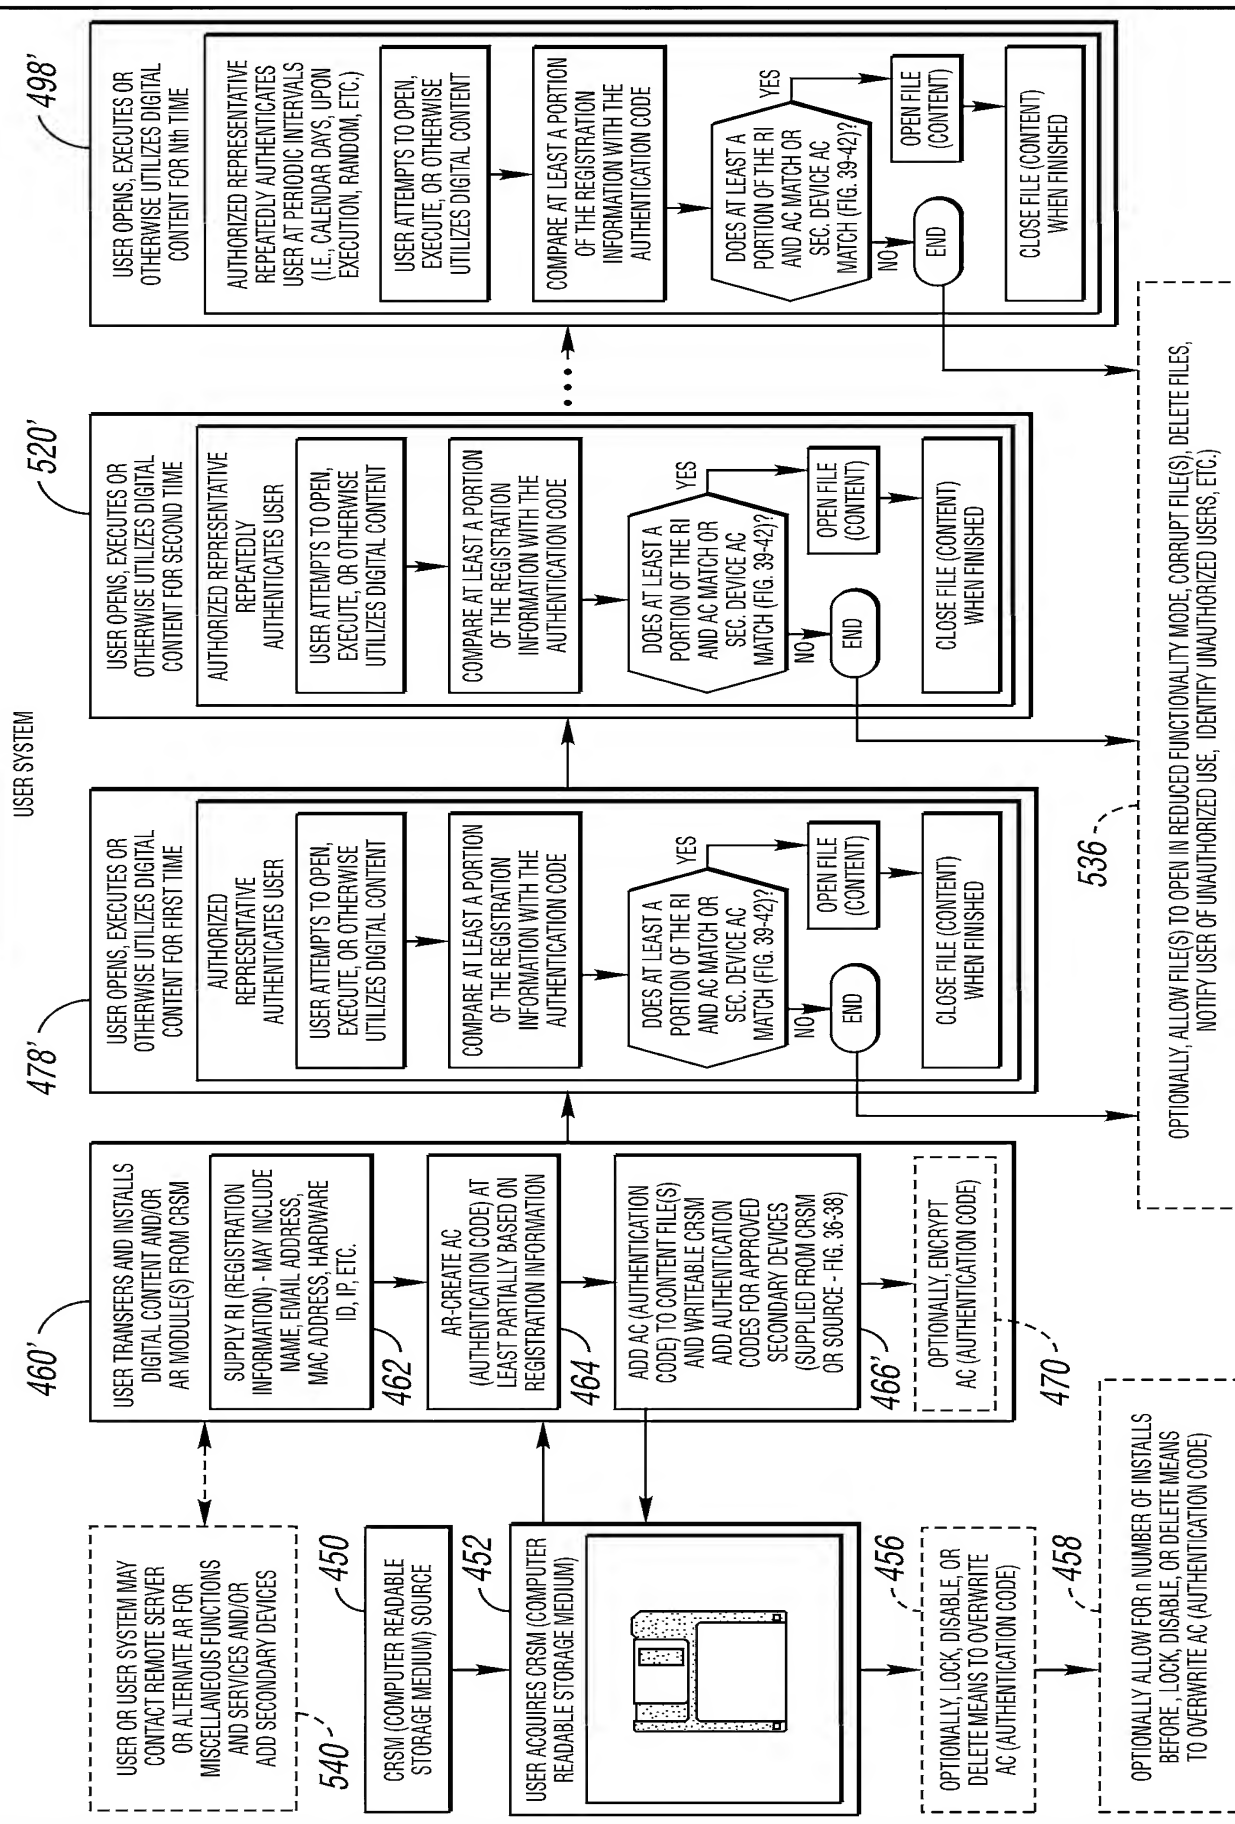 USER SYSTEM
USER OR USER SYSTEM MAY
CONTACT REMOTE SERVER
OR ALTERNATE AR FOR
MISCELLANEOUS FUNCTIONS
AND SERVICES AND/OR
ADD SECONDARY DEVICES
540
CRSM (COMPUTER READABLE
STORAGE MEDIUM) SOURCE
450
USER ACQUIRES CRSM (COMPUTER
READABLE STORAGE MEDIUM)
452
OPTIONALLY, LOCK, DISABLE, OR
DELETE MEANS TO OVERWRITE
AC (AUTHENTICATION CODE)
456
OPTIONALLY ALLOW FOR n NUMBER OF INSTALLS
BEFORE, LOCK, DISABLE, OR DELETE MEANS
TO OVERWRITE AC (AUTHENTICATION CODE)
458
460'
USER TRANSFERS AND INSTALLS
DIGITAL CONTENT AND/OR
AR MODULE(S) FROM CRSM
SUPPLY RI (REGISTRATION
INFORMATION) - MAY INCLUDE
NAME, EMAIL ADDRESS,
MAC ADDRESS, HARDWARE
ID, IP, ETC.
462
AR-CREATE AC
(AUTHENTICATION CODE) AT
LEAST PARTIALLY BASED ON
REGISTRATION INFORMATION
464
ADD AC (AUTHENTICATION
CODE) TO CONTENT FILE(S)
AND WRITEABLE CRSM
ADD AUTHENTICATION
CODES FOR APPROVED
SECONDARY DEVICES
(SUPPLIED FROM CRSM
OR SOURCE - FIG. 36-38)
466'
OPTIONALLY, ENCRYPT
AC (AUTHENTICATION CODE)
470
478'
USER OPENS, EXECUTES OR
OTHERWISE UTILIZES DIGITAL
CONTENT FOR FIRST TIME
AUTHORIZED
REPRESENTATIVE
AUTHENTICATES USER
USER ATTEMPTS TO OPEN,
EXECUTE, OR OTHERWISE
UTILIZES DIGITAL CONTENT
COMPARE AT LEAST A PORTION
OF THE REGISTRATION
INFORMATION WITH THE
AUTHENTICATION CODE
DOES AT LEAST A
PORTION OF THE RI
AND AC MATCH OR
SEC. DEVICE AC
MATCH (FIG. 39-42)?
YES
NO
OPEN FILE
(CONTENT)
END
CLOSE FILE (CONTENT)
WHEN FINISHED
520'
USER OPENS, EXECUTES OR
OTHERWISE UTILIZES DIGITAL
CONTENT FOR SECOND TIME
AUTHORIZED REPRESENTATIVE
REPEATEDLY
AUTHENTICATES USER
USER ATTEMPTS TO OPEN,
EXECUTE, OR OTHERWISE
UTILIZES DIGITAL CONTENT
COMPARE AT LEAST A PORTION
OF THE REGISTRATION
INFORMATION WITH THE
AUTHENTICATION CODE
DOES AT LEAST A
PORTION OF THE RI
AND AC MATCH OR
SEC. DEVICE AC
MATCH (FIG. 39-42)?
YES
NO
OPEN FILE
(CONTENT)
END
CLOSE FILE (CONTENT)
WHEN FINISHED
498'
USER OPENS, EXECUTES OR
OTHERWISE UTILIZES DIGITAL
CONTENT FOR Nth TIME
AUTHORIZED REPRESENTATIVE
REPEATEDLY AUTHENTICATES
USER AT PERIODIC INTERVALS
(I.E., CALENDAR DAYS, UPON
EXECUTION, RANDOM, ETC.)
USER ATTEMPTS TO OPEN,
EXECUTE, OR OTHERWISE
UTILIZES DIGITAL CONTENT
COMPARE AT LEAST A PORTION
OF THE REGISTRATION
INFORMATION WITH THE
AUTHENTICATION CODE
DOES AT LEAST A
PORTION OF THE RI
AND AC MATCH OR
SEC. DEVICE AC
MATCH (FIG. 39-42)?
YES
NO
OPEN FILE
(CONTENT)
END
CLOSE FILE (CONTENT)
WHEN FINISHED
536
OPTIONALLY, ALLOW FILE(S) TO OPEN IN REDUCED FUNCTIONALITY MODE, CORRUPT FILE(S), DELETE FILES,
NOTIFY USER OF UNAUTHORIZED USE, IDENTIFY UNAUTHORIZED USERS, ETC.)